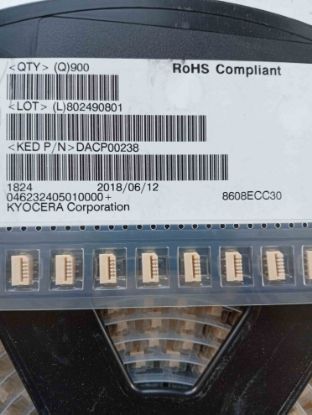 <QTY> (Q)900
RoHS Compliant
<LOT> (L)802490801
<KED P/N>DACP00238
1824 2018/06/12
046232405010000+ 8608ECC30
KYOCERA Corporation